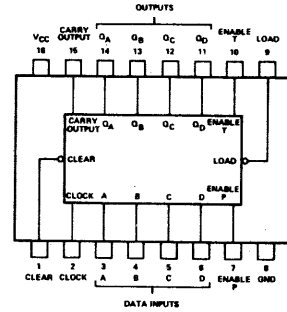 OUTPUTS
VCC CARRY OUTPUT QA QB QC QD ENABLE T LOAD
16 15 14 13 12 11 10 9
CARRY OUTPUT QA QB QC QD ENABLE T
CLEAR LOAD
CLOCK A B C D ENABLE P
1 2 3 4 5 6 7 8
CLEAR CLOCK A B C D ENABLE P GND
DATA INPUTS